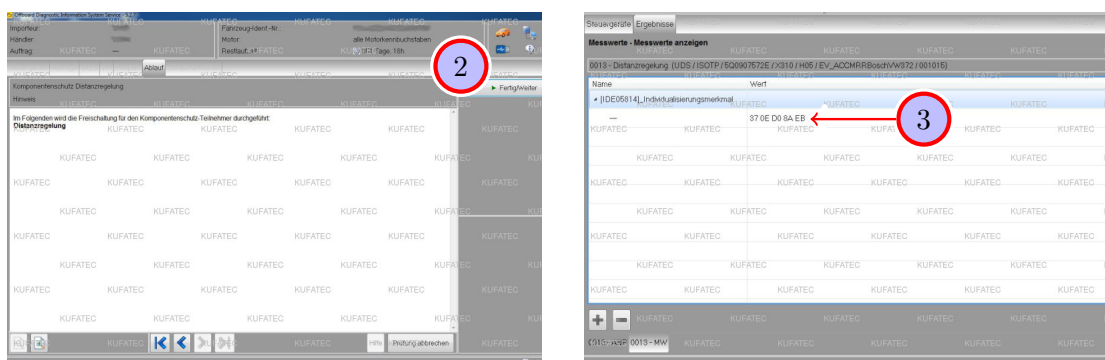 Offboard Diagnostic Information System Service - 5.2
Importeur:
Händler:
Auftrag:
Fahrzeug-Ident.-Nr.:
Motor:
alle Motorkennbuchstaben
Ablauf
Komponentenschutz Distanzregelung
Hinweis
2
Fertig/Weiter
Im Folgenden wird die Freischaltung für den Komponentenschutz-Teilnehmer durchgeführt:
Distanzregelung
KUFATEC
Hilfe
Prüfung abbrechen
Steuergeräte
Ergebnisse
Messwerte - Messwerte anzeigen
0013 - Distanzregelung (UDS / ISOTP / 5Q0907572E / X310 / H05 / EV_ACCMRRBoschVW372 / 001015)
Name Wert
[IDE05814]_Individualisierungsmerkmal
--- 37 0E D0 8A EB
3
KUFATEC
0013 - MW